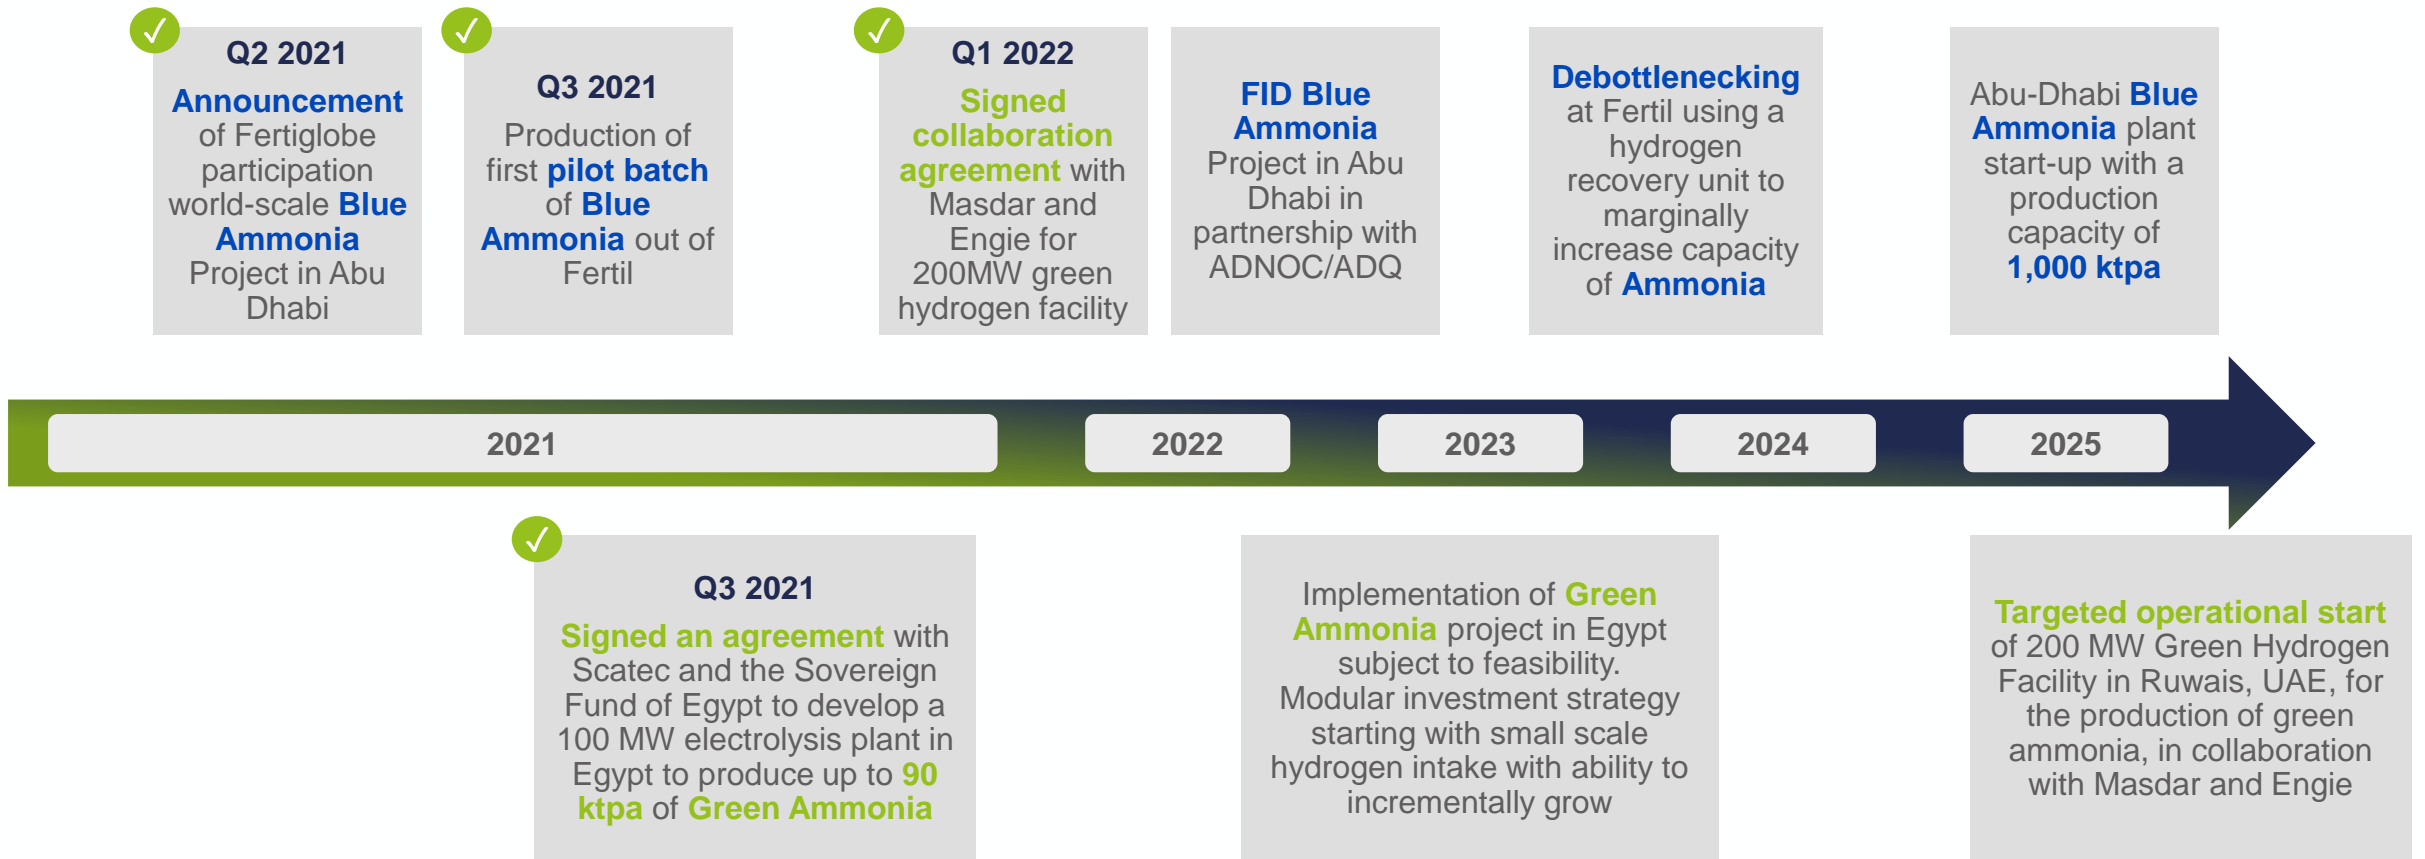 Q2 2021
Announcement
of Fertiglobe
participation
world-scale Blue
Ammonia
Project in Abu
Dhabi
Q3 2021
Production of
first pilot batch
of Blue
Ammonia out of
Fertil
Q1 2022
Signed
collaboration
agreement with
Masdar and
Engie for
200MW green
hydrogen facility
FID Blue
Ammonia
Project in Abu
Dhabi in
partnership with
ADNOC/ADQ
Debottlenecking
at Fertil using a
hydrogen
recovery unit to
marginally
increase capacity
of Ammonia
Abu-Dhabi Blue
Ammonia plant
start-up with a
production
capacity of
1,000 ktpa
2021
2022
2023
2024
2025
Q3 2021
Signed an agreement with
Scatec and the Sovereign
Fund of Egypt to develop a
100 MW electrolysis plant in
Egypt to produce up to 90
ktpa of Green Ammonia
Implementation of Green
Ammonia project in Egypt
subject to feasibility.
Modular investment strategy
starting with small scale
hydrogen intake with ability to
incrementally grow
Targeted operational start
of 200 MW Green Hydrogen
Facility in Ruwais, UAE, for
the production of green
ammonia, in collaboration
with Masdar and Engie